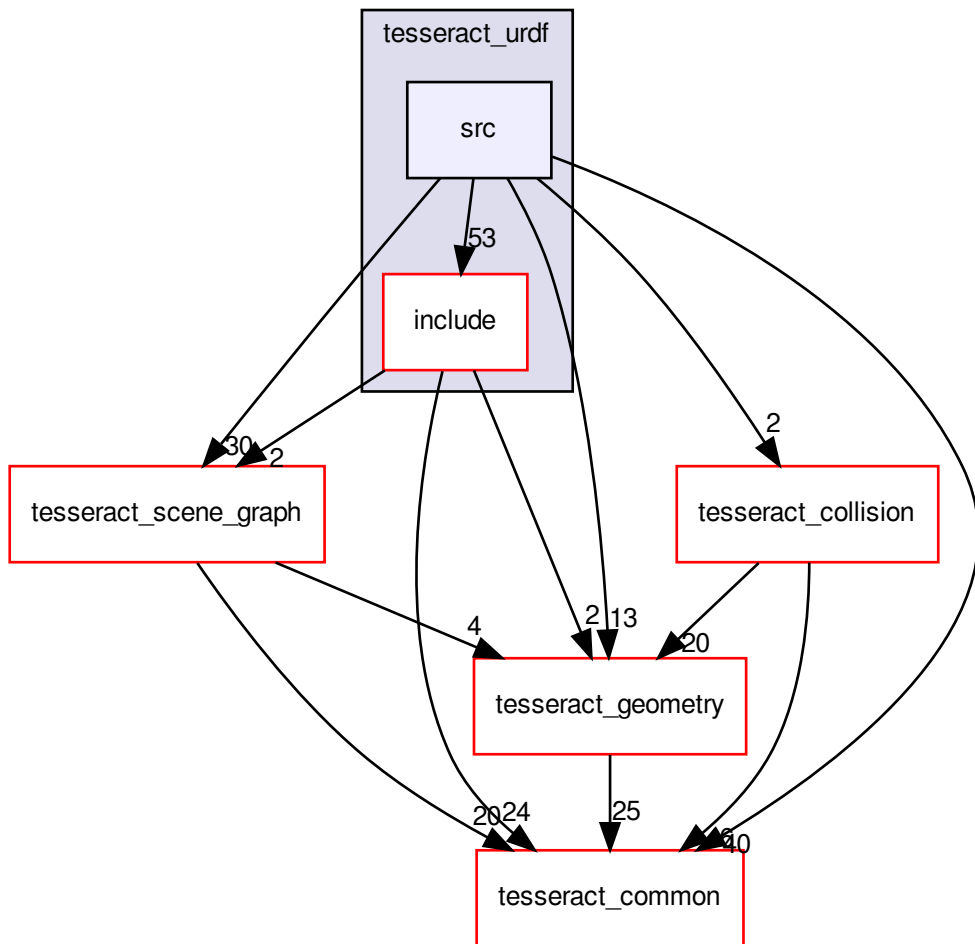 tesseract_urdf
src
53
include
2
30
2
tesseract_scene_graph
tesseract_collision
4
2
13
20
tesseract_geometry
20
24
25
40
tesseract_common